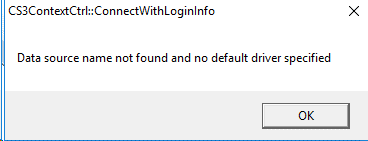 CS3ContextCtrl::ConnectWithLoginInfo
Data source name not found and no default driver specified
OK